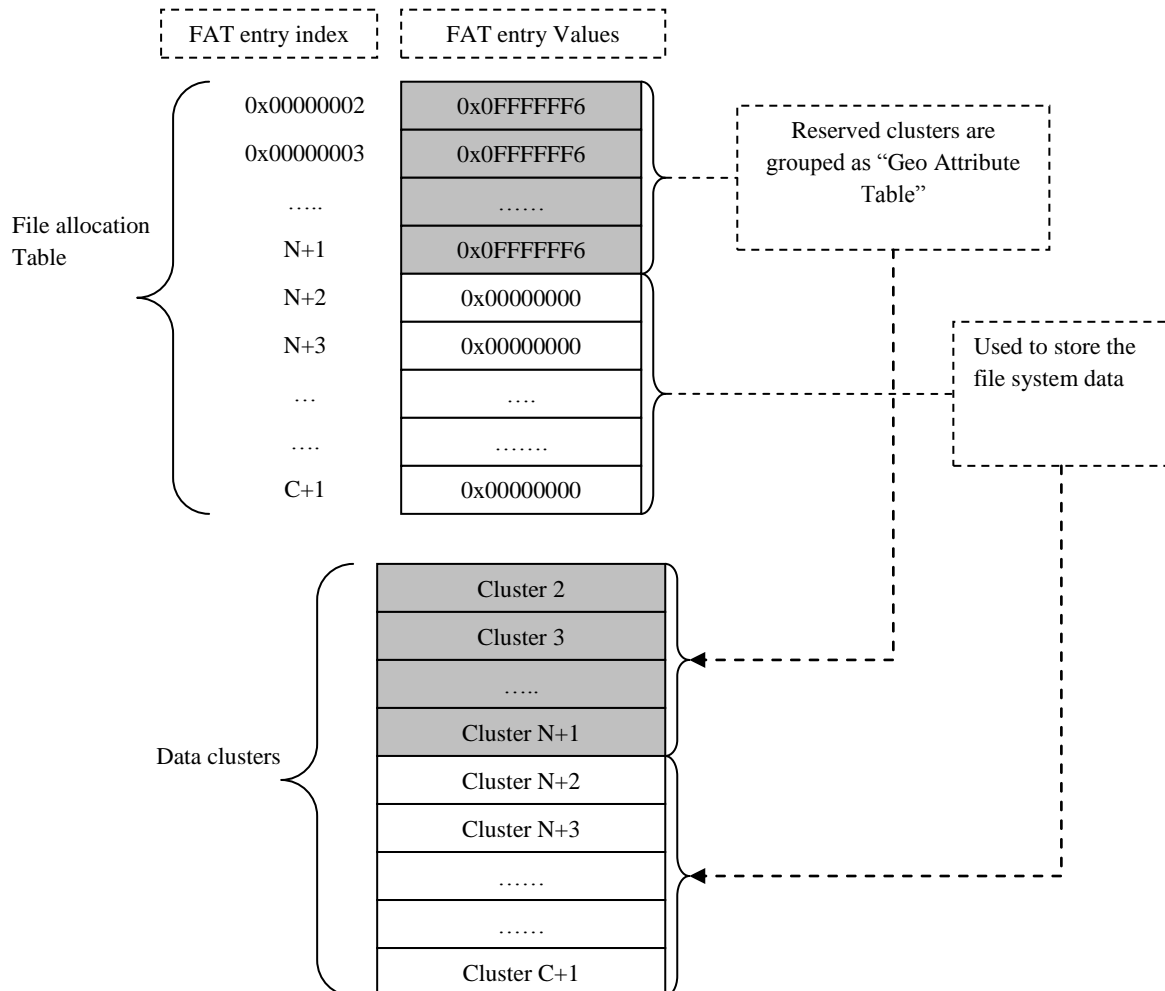 FAT entry index
FAT entry Values
0x00000002
0x0FFFFFF6
0x00000003
0x0FFFFFF6
…..
……
N+1
0x0FFFFFF6
N+2
0x00000000
N+3
0x00000000
…
….
….
…….
C+1
0x00000000
File allocation
Table
Reserved clusters are
grouped as “Geo Attribute
Table”
Used to store the
file system data
Data clusters
Cluster 2
Cluster 3
…..
Cluster N+1
Cluster N+2
Cluster N+3
……
……
Cluster C+1